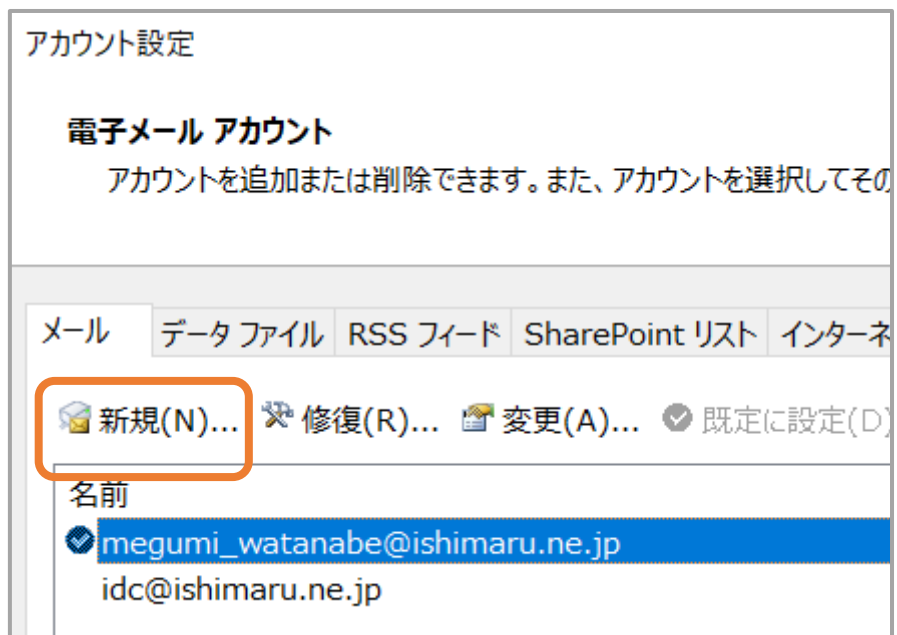 アカウント設定
電子メール アカウント
アカウントを追加または削除できます。また、アカウントを選択してその
メール データ ファイル RSS フィード SharePoint リスト インターネ
新規(N)... 修復(R)... 変更(A)... 既定に設定(D)
名前
megumi_watanabe@ishimaru.ne.jp
idc@ishimaru.ne.jp